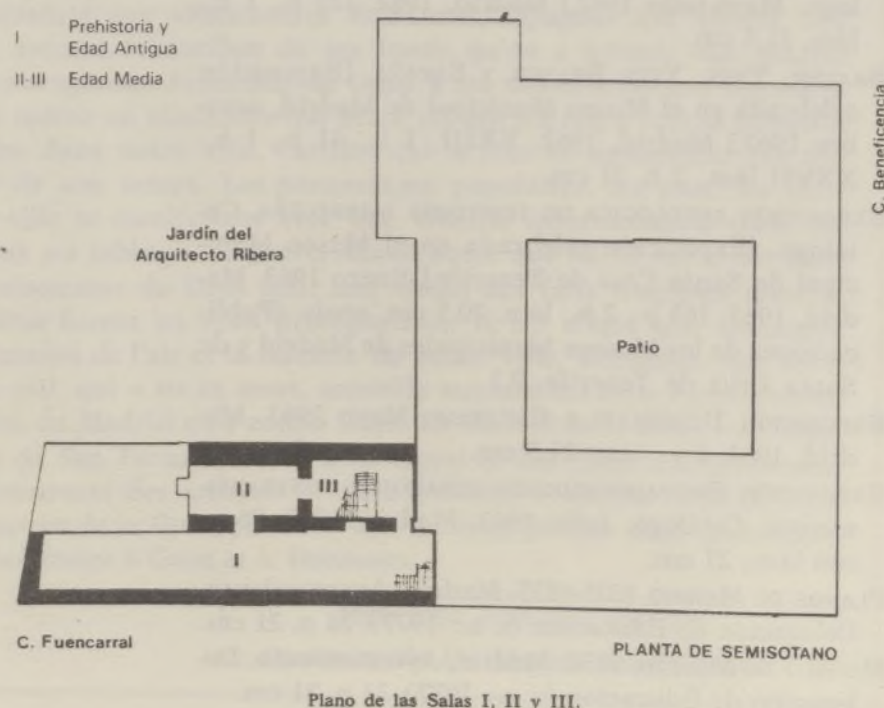 I Prehistoria y
Edad Antigua
II-III Edad Media
C. Beneficencia
Jardín del
Arquitecto Ribera
Patio
II
III
I
C. Fuencarral
PLANTA DE SEMISOTANO
Plano de las Salas I, II y III.